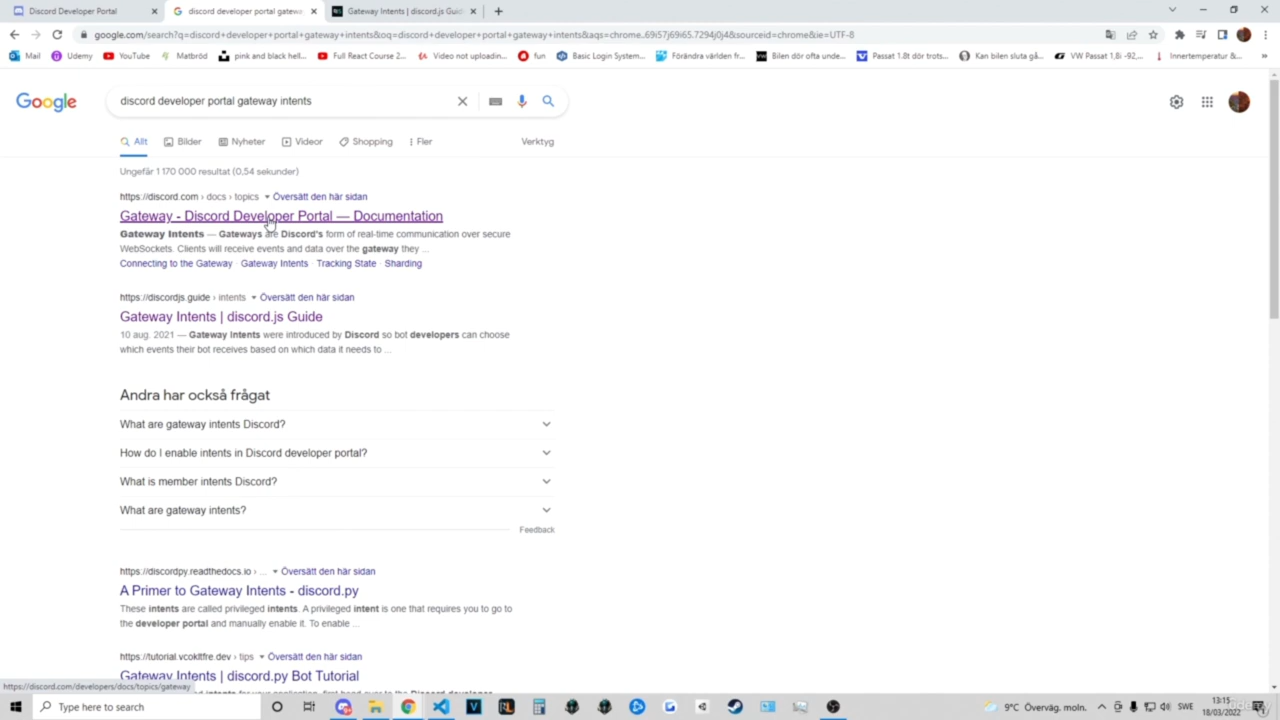 Discord Developer Portal
discord developer portal gatew
Gateway Intents | discord.js Guid
google.com/search?q=discord+developer+portal+gateway+intents&oq=discord+developer+portal+gateway+intents&aqs=chrome..69i57j69i65.7294j0j4&sourceid=chrome&ie=UTF-8
Mail
Udemy
YouTube
Matbröd
pink and black hell...
Full React Course 2...
Video not uploadin...
fun
Basic Login System...
Förändra världen fr...
Bilen dör ofta unde...
Passat 1.8t dör trots...
Kan bilen sluta gå...
VW Passat 1,8i -92,...
Innertemperatur &...
Google
discord developer portal gateway intents
Allt
Bilder
Nyheter
Videor
Shopping
Fler
Verktyg
Ungefär 1 170 000 resultat (0,54 sekunder)
https://discord.com › docs › topics Översätt den här sidan
Gateway - Discord Developer Portal — Documentation
Gateway Intents — Gateways are Discord's form of real-time communication over secure
WebSockets. Clients will receive events and data over the gateway they ...
Connecting to the Gateway · Gateway Intents · Tracking State · Sharding
https://discordjs.guide › intents Översätt den här sidan
Gateway Intents | discord.js Guide
10 aug. 2021 — Gateway Intents were introduced by Discord so bot developers can choose
which events their bot receives based on which data it needs to ...
Andra har också frågat
What are gateway intents Discord?
How do I enable intents in Discord developer portal?
What is member intents Discord?
What are gateway intents?
Feedback
https://discordpy.readthedocs.io › ... Översätt den här sidan
A Primer to Gateway Intents - discord.py
These intents are called privileged intents. A privileged intent is one that requires you to go to
the developer portal and manually enable it. To enable ...
https://tutorial.vcokltfre.dev › tips Översätt den här sidan
Gateway Intents | discord.py Bot Tutorial
https://discord.com/developers/docs/topics/gateway
Type here to search
9°C Överväg. moln.
SWE
13:15
18/03/2022